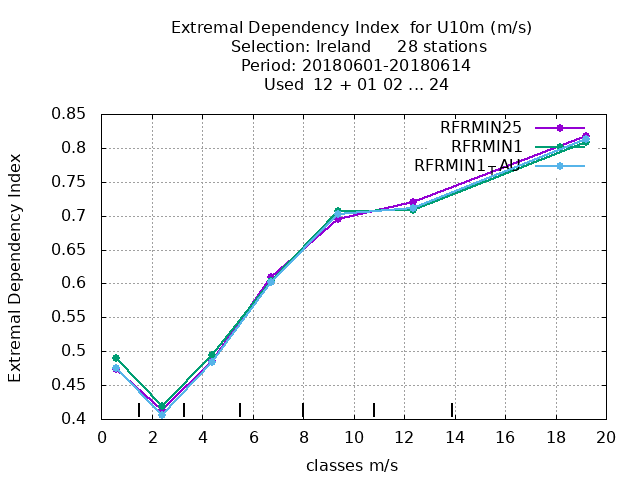 Extremal Dependency Index  for U10m (m/s)
Selection: Ireland     28 stations
Period: 20180601-20180614
Used  12 + 01 02 ... 24
Extremal Dependency Index
0.85
0.8
0.75
0.7
0.65
0.6
0.55
0.5
0.45
0.4
RFRMIN25
RFRMIN1
RFRMIN1+AU
0 2 4 6 8 10 12 14 16 18 20
classes m/s